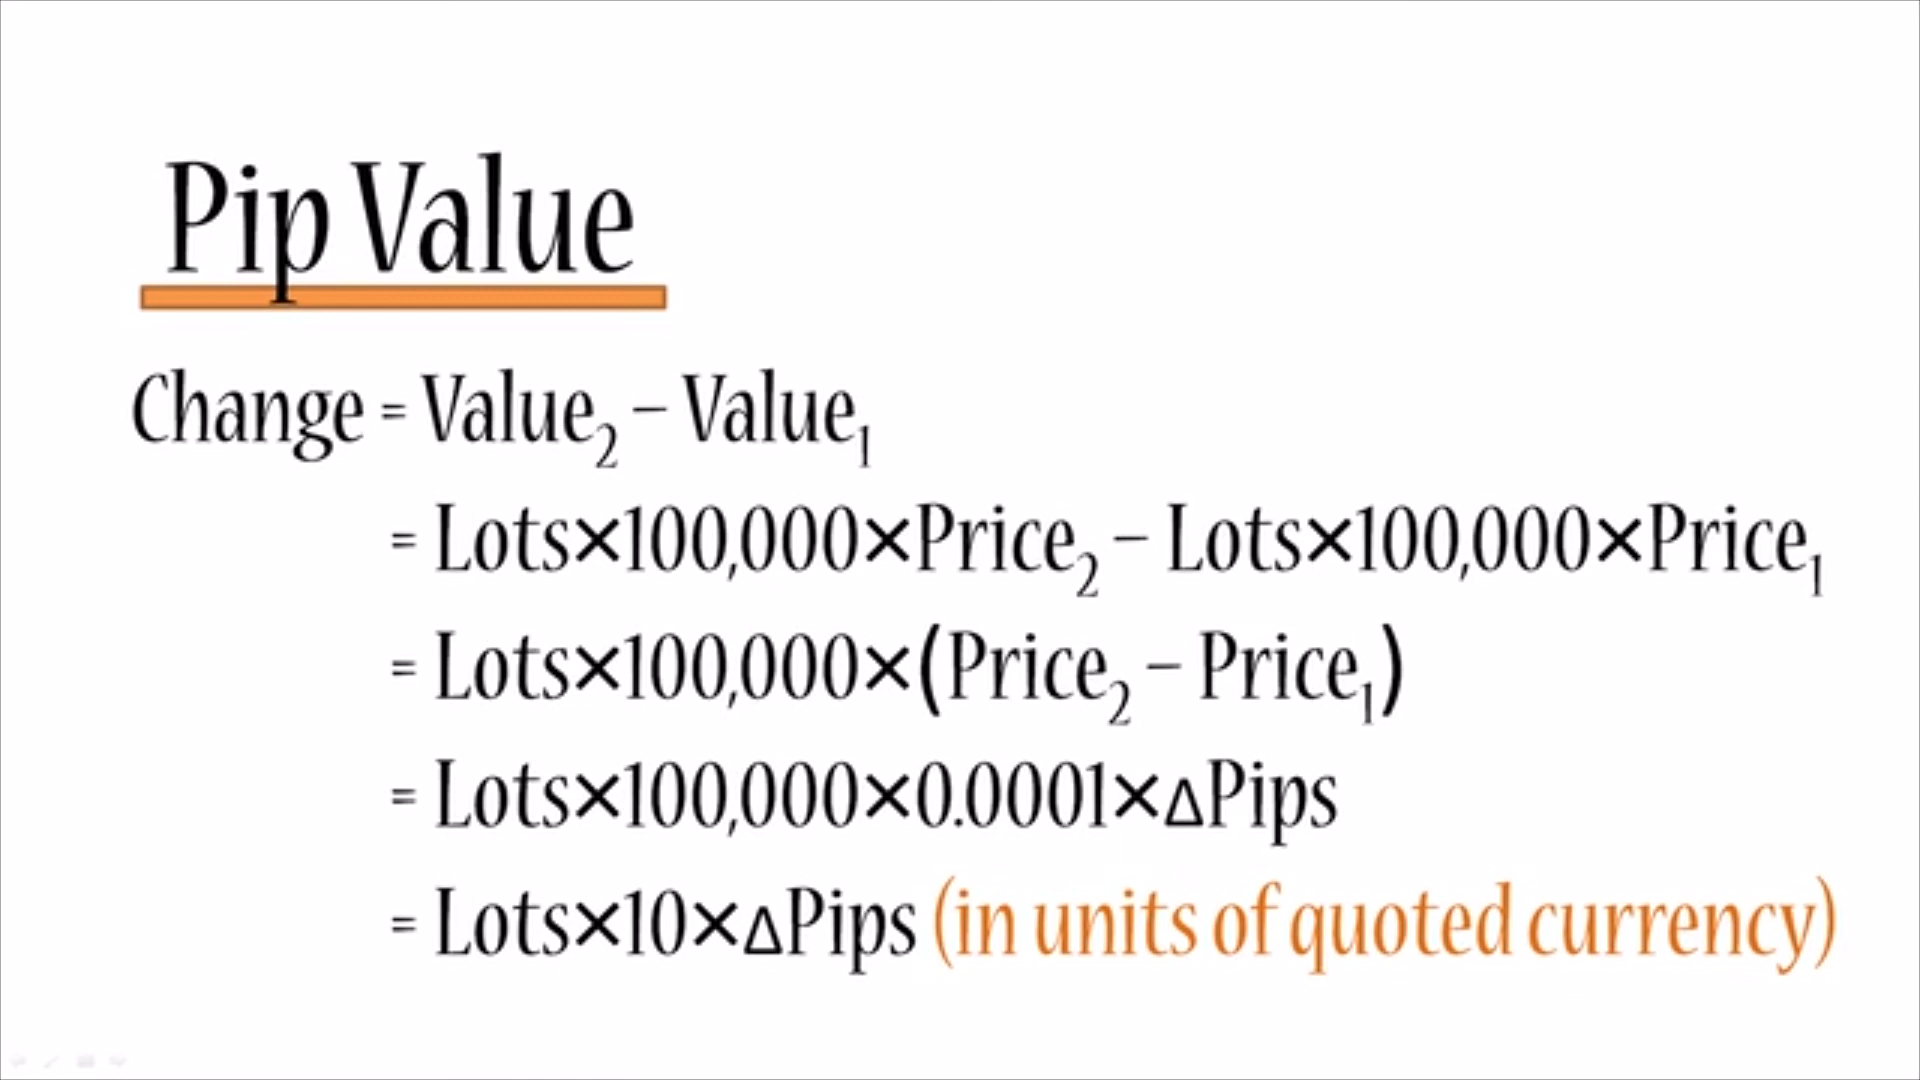 Pip Value
Change = Value₂ – Value₁
= Lots×100,000×Price₂ – Lots×100,000×Price₁
= Lots×100,000×(Price₂ – Price₁)
= Lots×100,000×0.0001×ΔPips
= Lots×10×ΔPips (in units of quoted currency)